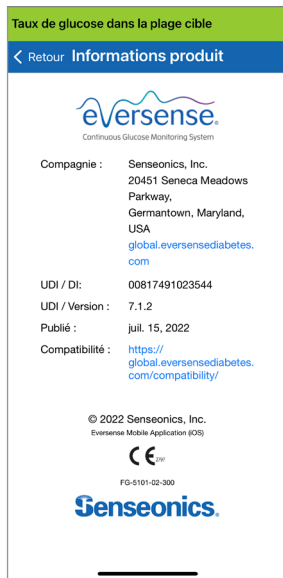 Taux de glucose dans la plage cible
Retour Informations produit
eversense.
Continuous Glucose Monitoring System
Compagnie : Senseonics, Inc.
20451 Seneca Meadows
Parkway,
Germantown, Maryland,
USA
global.eversensediabetes.
com
UDI / DI: 00817491023544
UDI / Version : 7.1.2
Publié : juil. 15, 2022
Compatibilité : https://
global.eversensediabetes.
com/compatibility/
© 2022 Senseonics, Inc.
Eversense Mobile Application (iOS)
CE 2797
FG-5101-02-300
Senseonics.